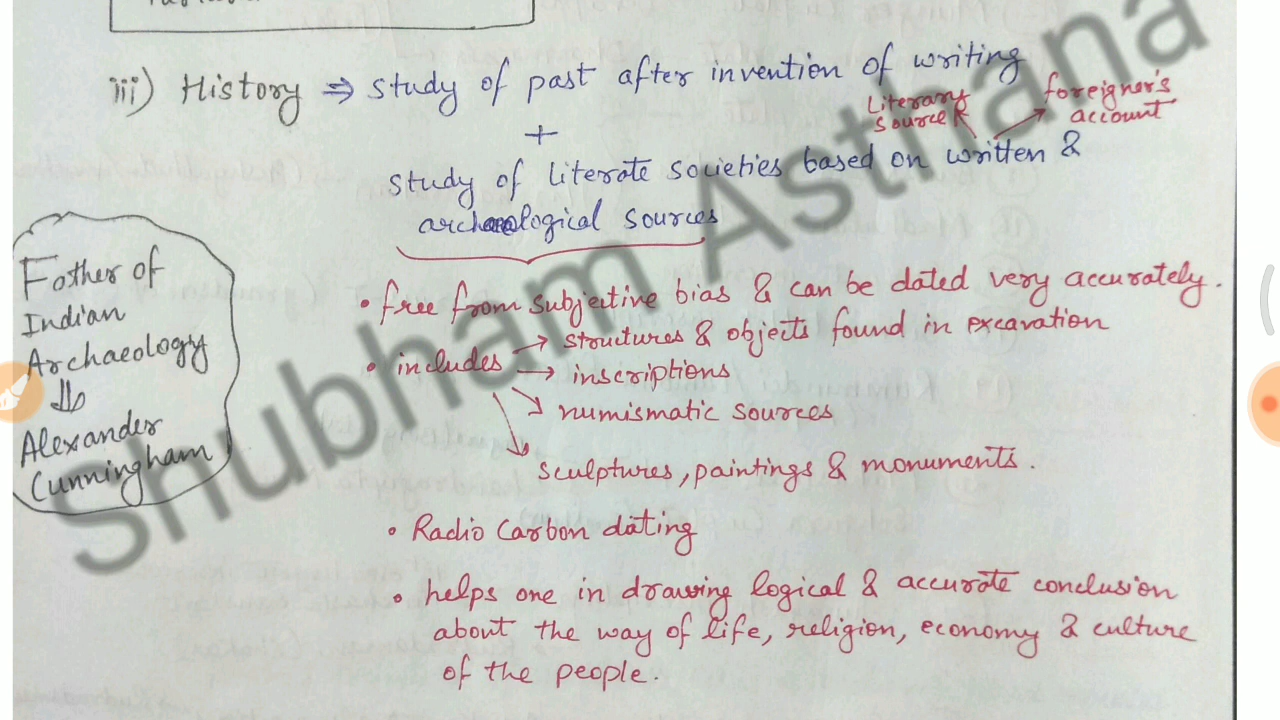 iii) History ⇒ study of past after invention of writing
Literary source
foreigner's account
+
study of literate societies based on written &
archaeological sources
Father of
Indian
Archaeology
⇓
Alexander
Cunningham
• free from subjective bias & can be dated very accurately.
• includes → structures & objects found in excavation
→ inscriptions
→ numismatic sources
→ sculptures, paintings & monuments.
• Radio Carbon dating
• helps one in drawing logical & accurate conclusion
about the way of life, religion, economy & culture
of the people.
Shubham Astrana